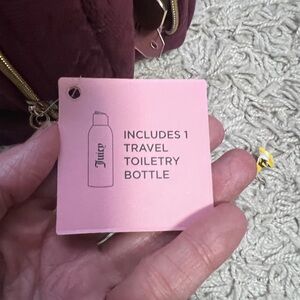 Juicy
INCLUDES 1
TRAVEL
TOILETRY
BOTTLE